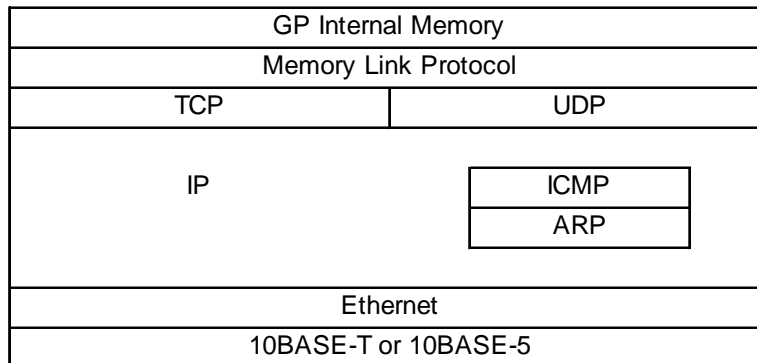 GP Internal Memory
Memory Link Protocol
TCP UDP
IP ICMP
ARP
Ethernet
10BASE-T or 10BASE-5